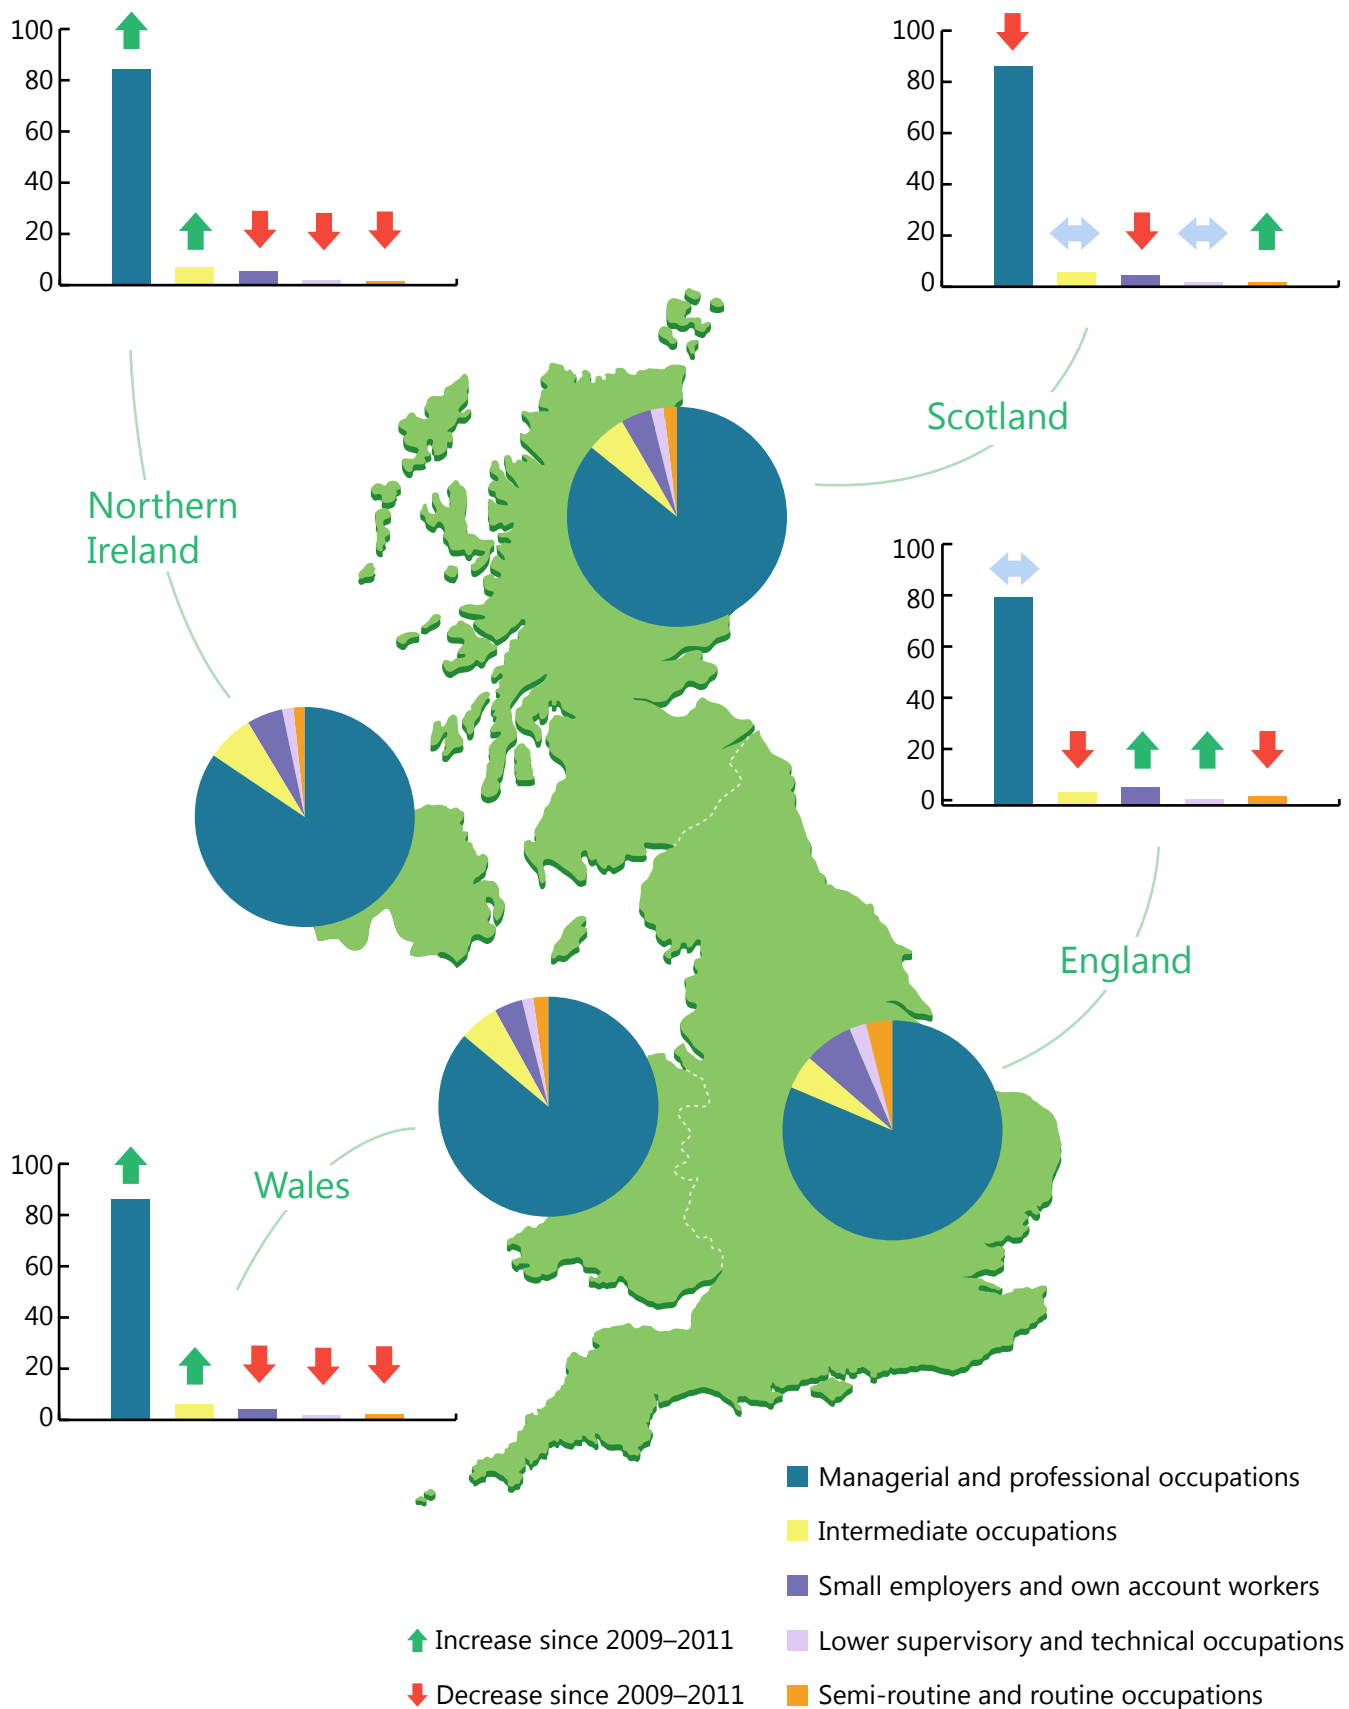 100
80
60
40
20
0
100
80
60
40
20
0
Scotland
Northern
Ireland
100
80
60
40
20
0
England
Wales
100
80
60
40
20
0
Managerial and professional occupations
Intermediate occupations
Small employers and own account workers
Increase since 2009–2011
Lower supervisory and technical occupations
Decrease since 2009–2011
Semi-routine and routine occupations